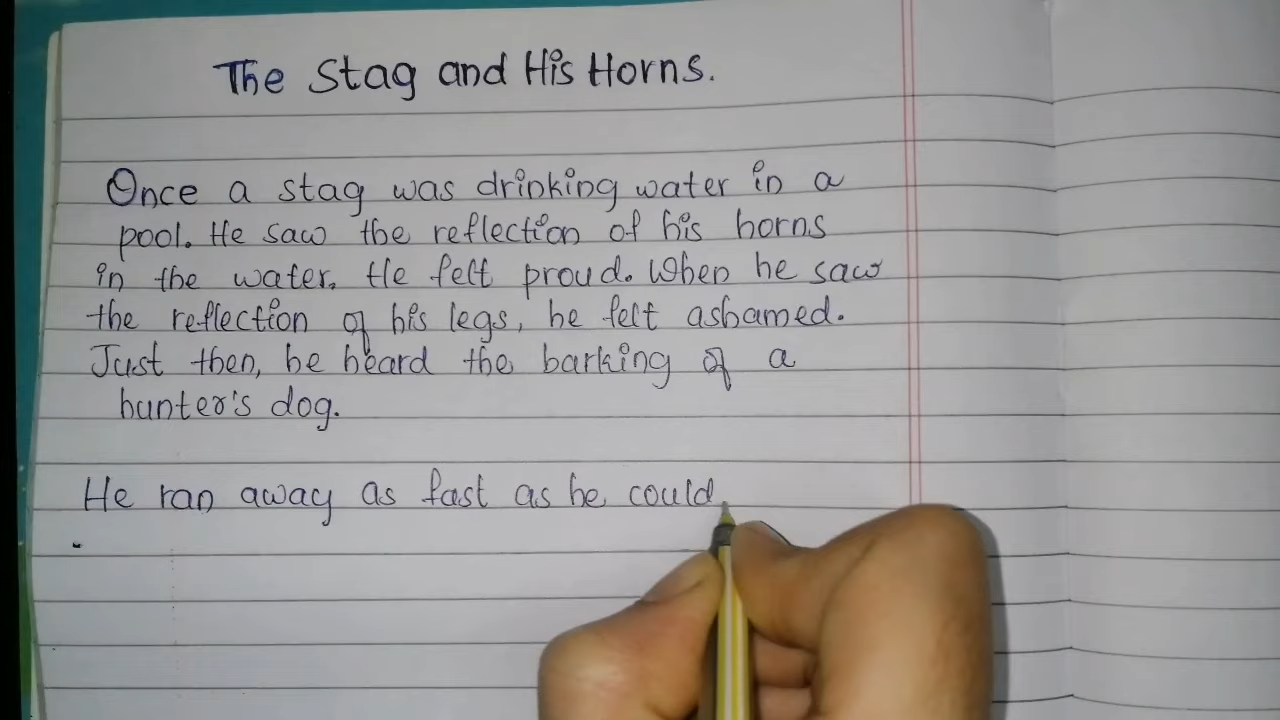 The Stag and His Horns.
Once a stag was drinking water in a
pool. He saw the reflection of his horns
in the water. He felt proud. When he saw
the reflection of his legs, he felt ashamed.
Just then, he heard the barking of a
hunter's dog.
He ran away as fast as he could